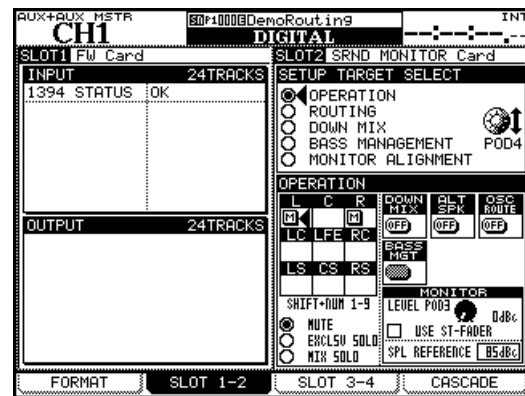 AUX+AUX MSTR
CH1
DemoRouting
DIGITAL
INT
--:--:--.--
SLOT1 FW Card
INPUT 24TRACKS
1394 STATUS OK
OUTPUT 24TRACKS
SLOT2 SRND MONITOR Card
SETUP TARGET SELECT
OPERATION
ROUTING
DOWN MIX
BASS MANAGEMENT
MONITOR ALIGNMENT
POD4
OPERATION
L C R
M M
LC LFE RC
LS CS RS
SHIFT+NUM 1-9
MUTE
EXCLSV SOLO
MIX SOLO
DOWN MIX
OFF
ALT SPK
OFF
OSC ROUTE
OFF
BASS MGT
MONITOR
LEVEL POD3
0dBc
USE ST-FADER
SPL REFERENCE 85dBc
FORMAT
SLOT 1-2
SLOT 3-4
CASCADE